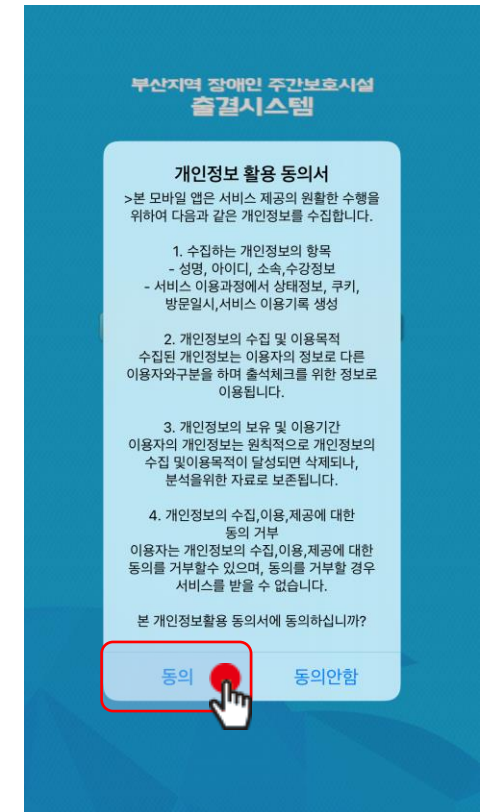 부산지역 장애인 주간보호시설
출결시스템
개인정보 활용 동의서
>본 모바일 앱은 서비스 제공의 원활한 수행을
위하여 다음과 같은 개인정보를 수집합니다.
1. 수집하는 개인정보의 항목
- 성명, 아이디, 소속,수강정보
- 서비스 이용과정에서 상태정보, 쿠키,
방문일시,서비스 이용기록 생성
2. 개인정보의 수집 및 이용목적
수집된 개인정보는 이용자의 정보로 다른
이용자와구분을 하며 출석체크를 위한 정보로
이용됩니다.
3. 개인정보의 보유 및 이용기간
이용자의 개인정보는 원칙적으로 개인정보의
수집 및이용목적이 달성되면 삭제되나,
분석을위한 자료로 보존됩니다.
4. 개인정보의 수집,이용,제공에 대한
동의 거부
이용자는 개인정보의 수집,이용,제공에 대한
동의를 거부할수 있으며, 동의를 거부할 경우
서비스를 받을 수 없습니다.
본 개인정보활용 동의서에 동의하십니까?
동의
동의안함